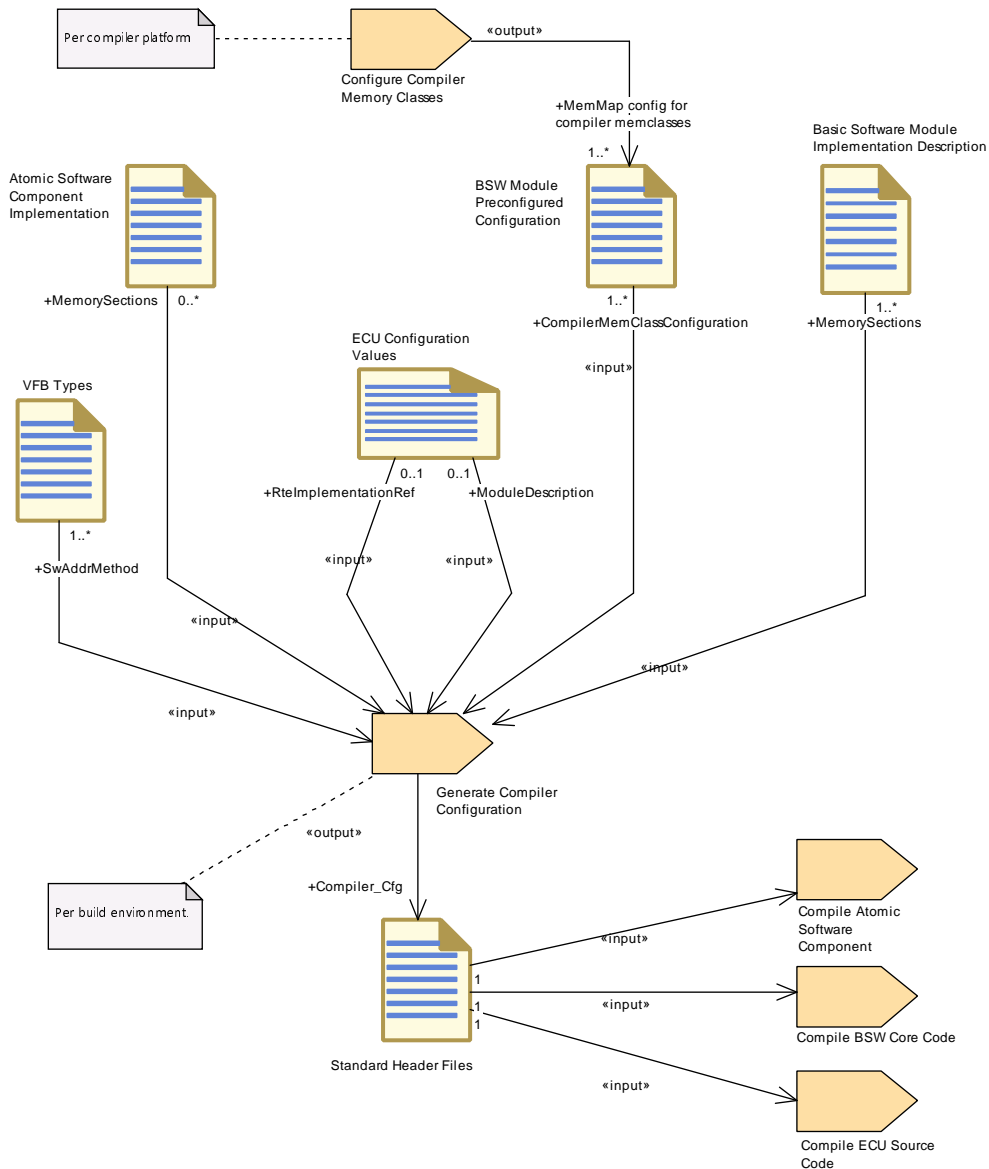 Per compiler platform
«output»
Configure Compiler
Memory Classes
+MemMap config for
compiler memclasses
1..*
Basic Software Module
Implementation Description
Atomic Software
Component
Implementation
BSW Module
Preconfigured
Configuration
+MemorySections
0..*
1..*
+CompilerMemClassConfiguration
1..*
+MemorySections
ECU Configuration
Values
«input»
VFB Types
0..1
0..1
+RteImplementationRef
+ModuleDescription
1..*
+SwAddrMethod
«input»
«input»
«input»
«input»
«input»
Generate Compiler
Configuration
«output»
+Compiler_Cfg
Per build environment.
Compile Atomic
Software
Component
«input»
1
«input»
1
1
Compile BSW Core Code
Standard Header Files
«input»
Compile ECU Source
Code